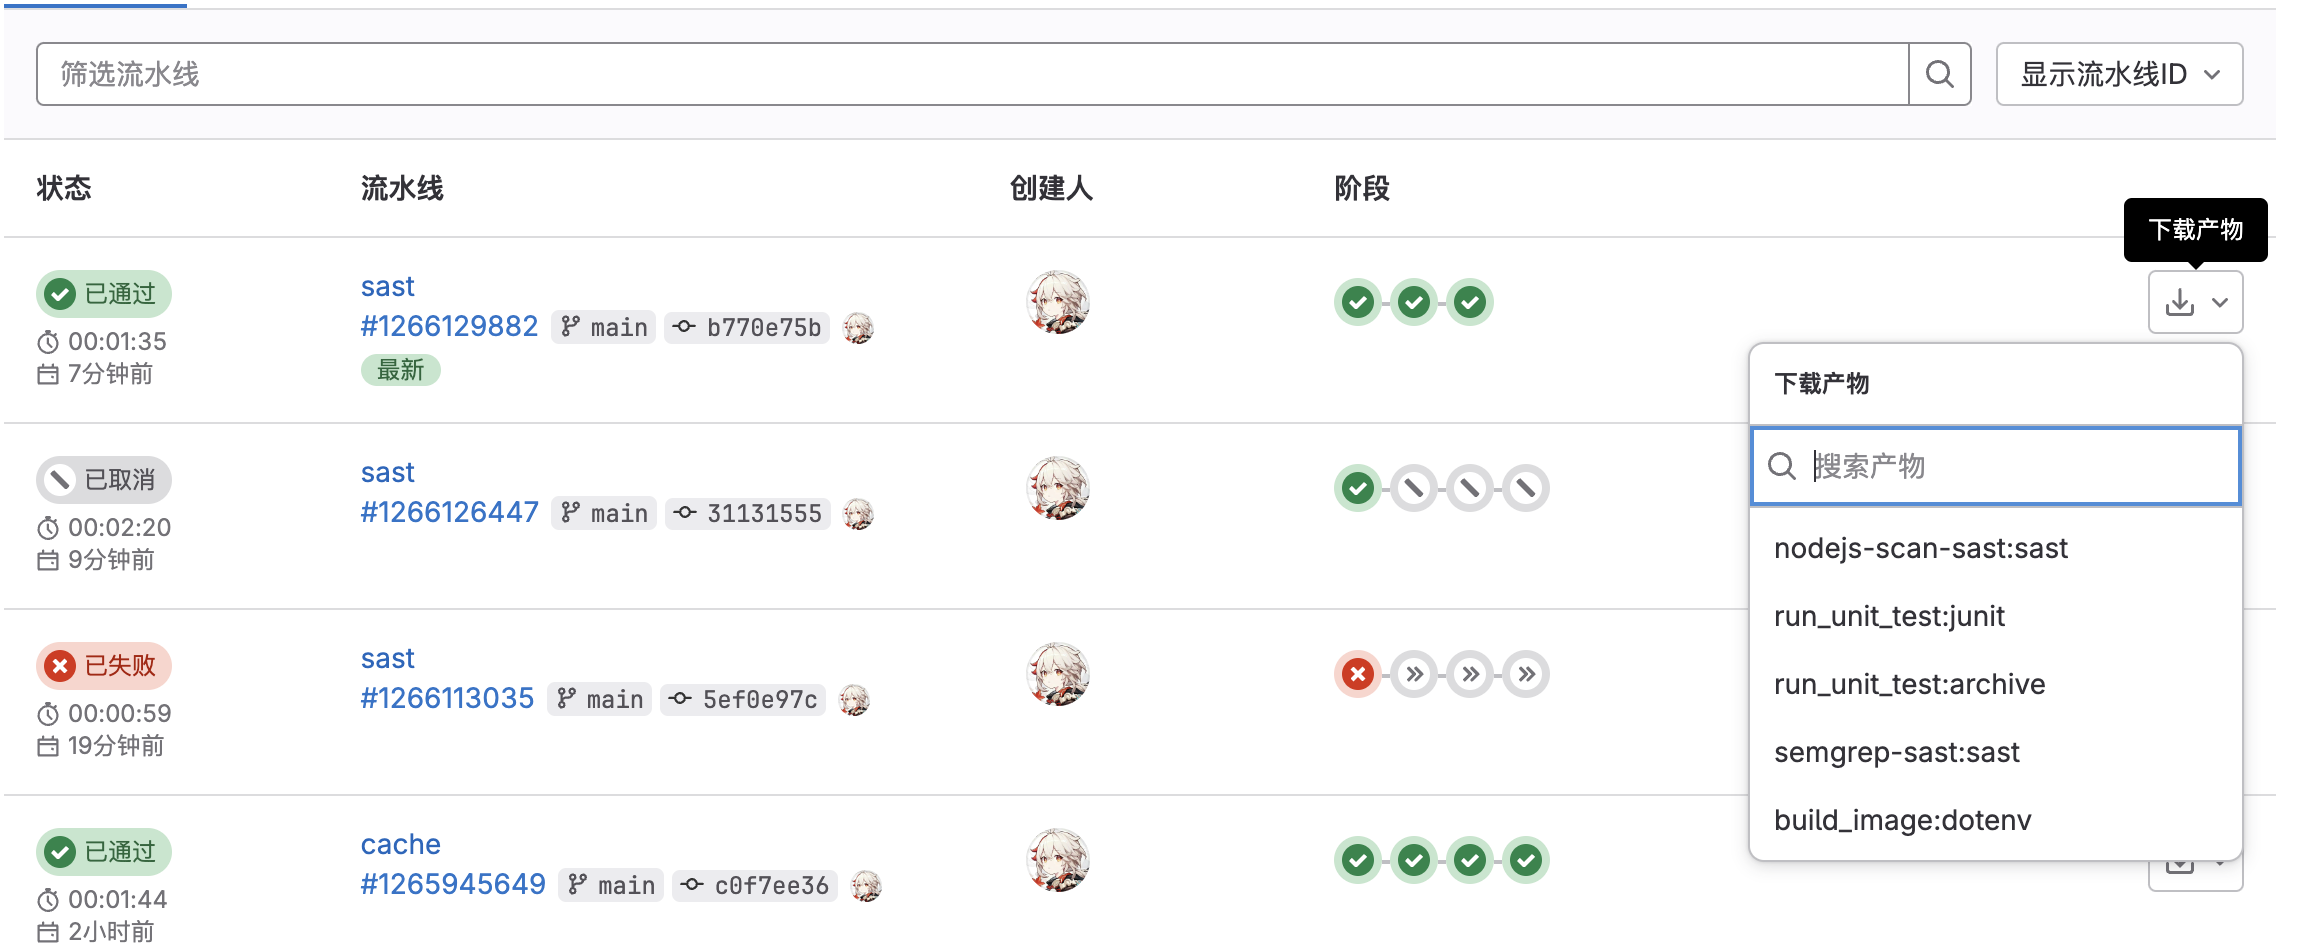 筛选流水线
显示流水线ID
状态 流水线 创建人 阶段
下载产物
已通过
00:01:35
7分钟前
sast
#1266129882 main b770e75b
最新
下载产物
搜索产物
nodejs-scan-sast:sast
run_unit_test:junit
run_unit_test:archive
semgrep-sast:sast
build_image:dotenv
已取消
00:02:20
9分钟前
sast
#1266126447 main 31131555
已失败
00:00:59
19分钟前
sast
#1266113035 main 5ef0e97c
已通过
00:01:44
2小时前
cache
#1265945649 main c0f7ee36